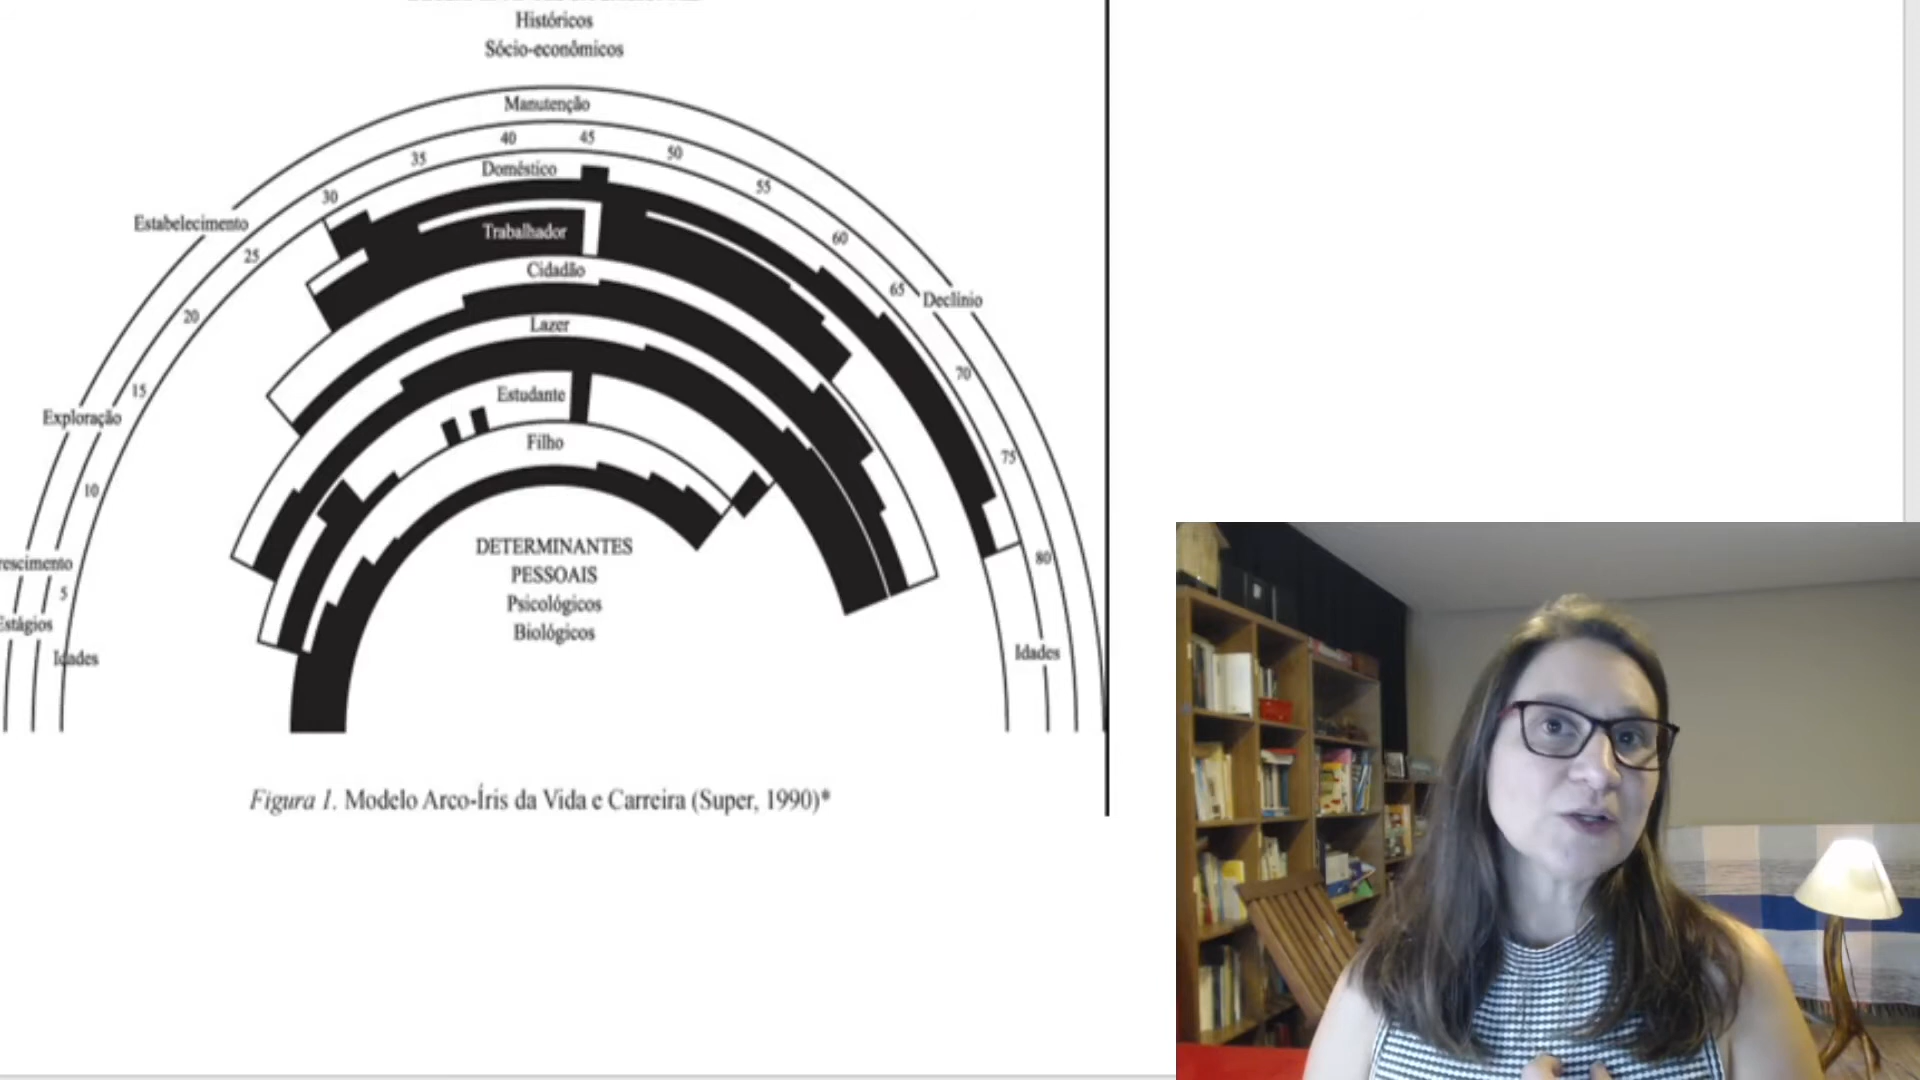 Históricos
Sócio-econômicos
Manutenção
40
45
35
50
Doméstico
30
55
Estabelecimento
Trabalhador
60
25
Cidadão
65
Declínio
20
Lazer
70
15
Estudante
Exploração
Filho
75
10
DETERMINANTES
PESSOAIS
Psicológicos
Biológicos
80
rescimento
5
Estágios
Idades
Idades
Figura 1. Modelo Arco-Íris da Vida e Carreira (Super, 1990)*